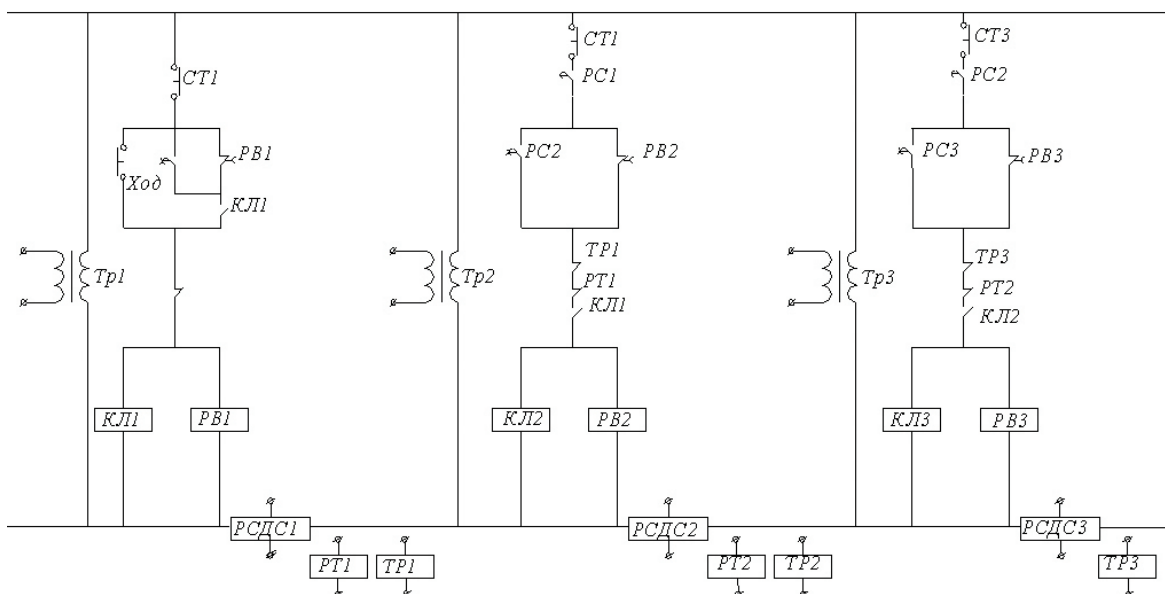 СТ1
СТ1
СТ3
РС1
РС2
Ход
РВ1
КЛ1
РС2
РВ2
РС3
РВ3
Тр1
Тр2
Тр3
ТР1
РТ1
КЛ1
ТР3
РТ2
КЛ2
КЛ1
РВ1
КЛ2
РВ2
КЛ3
РВ3
РСДС1
РСДС2
РСДС3
РТ1
ТР1
РТ2
ТР2
ТР3